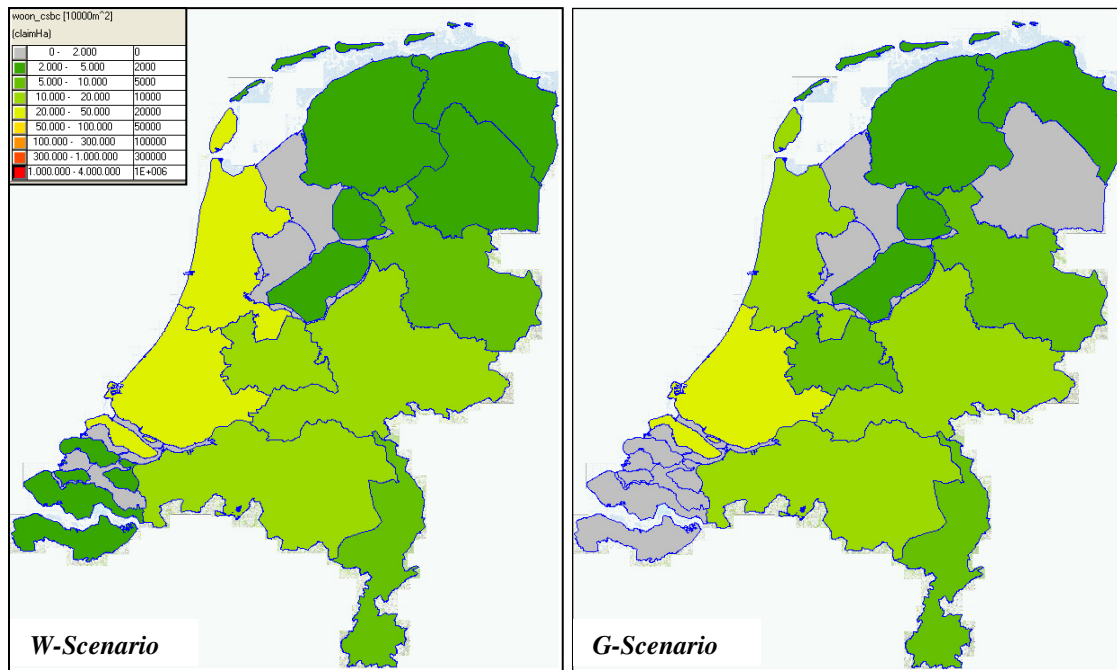 woon_csbc [10000m^2]
(claimHa)
0 - 2.000 0
2.000 - 5.000 2000
5.000 - 10.000 5000
10.000 - 20.000 10000
20.000 - 50.000 20000
50.000 - 100.000 50000
100.000 - 300.000 100000
300.000 - 1.000.000 300000
1.000.000 - 4.000.000 1E+006
W-Scenario
G-Scenario